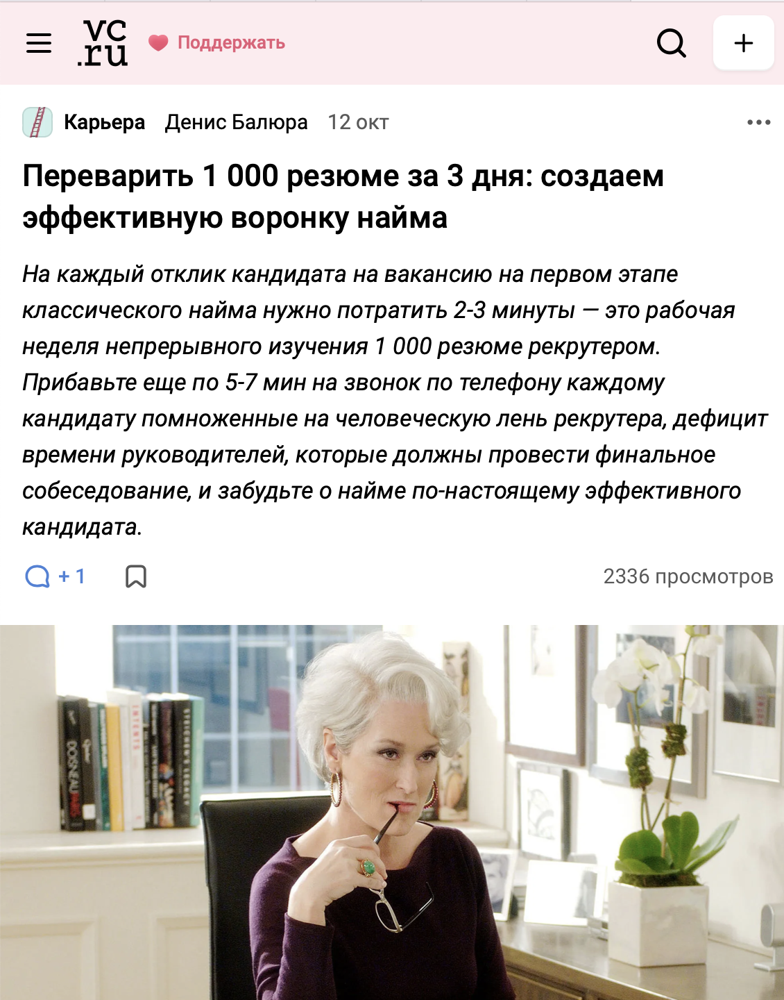 vc
.ru
Поддержать
Карьера Денис Балюра 12 окт
Переварить 1 000 резюме за 3 дня: создаем
эффективную воронку найма
На каждый отклик кандидата на вакансию на первом этапе
классического найма нужно потратить 2-3 минуты — это рабочая
неделя непрерывного изучения 1 000 резюме рекрутером.
Прибавьте еще по 5-7 мин на звонок по телефону каждому
кандидату помноженные на человеческую лень рекрутера, дефицит
времени руководителей, которые должны провести финальное
собеседование, и забудьте о найме по-настоящему эффективного
кандидата.
+ 1
2336 просмотров
DOISNEAU